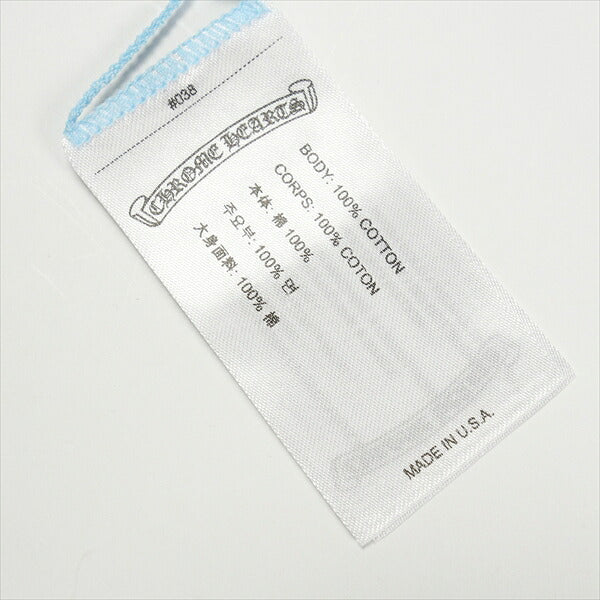 #038
CHROME HEARTS
BODY: 100% COTTON
CORPS: 100% COTON
本体: 棉 100%
주요부: 100% 면
大身面料: 100% 棉
MADE IN U.S.A.